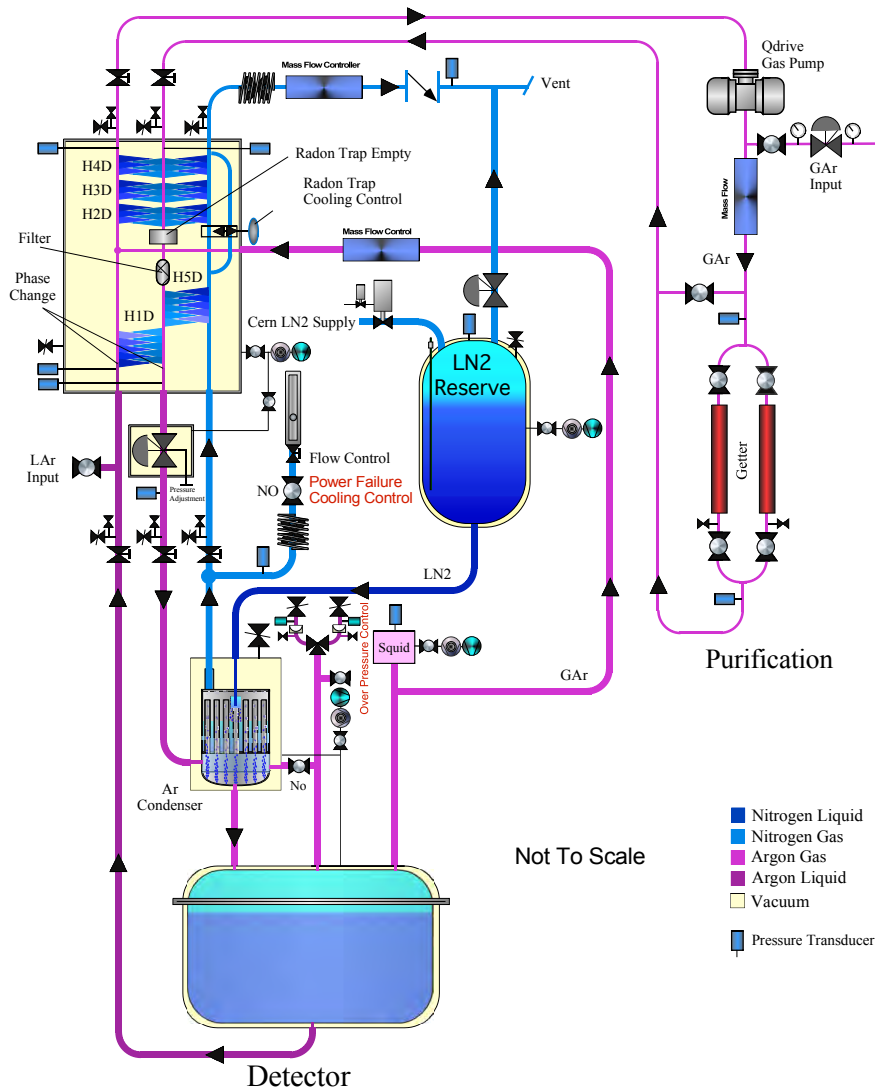 Qdrive
Gas Pump
Mass Flow Controller
Vent
Radon Trap Empty
H4D
H3D
H2D
Radon Trap
Cooling Control
GAr
Input
Mass Flow
Filter
Mass Flow Control
GAr
H5D
Phase
Change
H1D
Cern LN2 Supply
LN2
Reserve
Getter
LAr
Input
Flow Control
Pressure
Adjustment
NO
Power Failure
Cooling Control
LN2
Over Pressure Control
Squid
GAr
Purification
Ar
Condenser
No
Not To Scale
Nitrogen Liquid
Nitrogen Gas
Argon Gas
Argon Liquid
Vacuum
Pressure Transducer
Detector